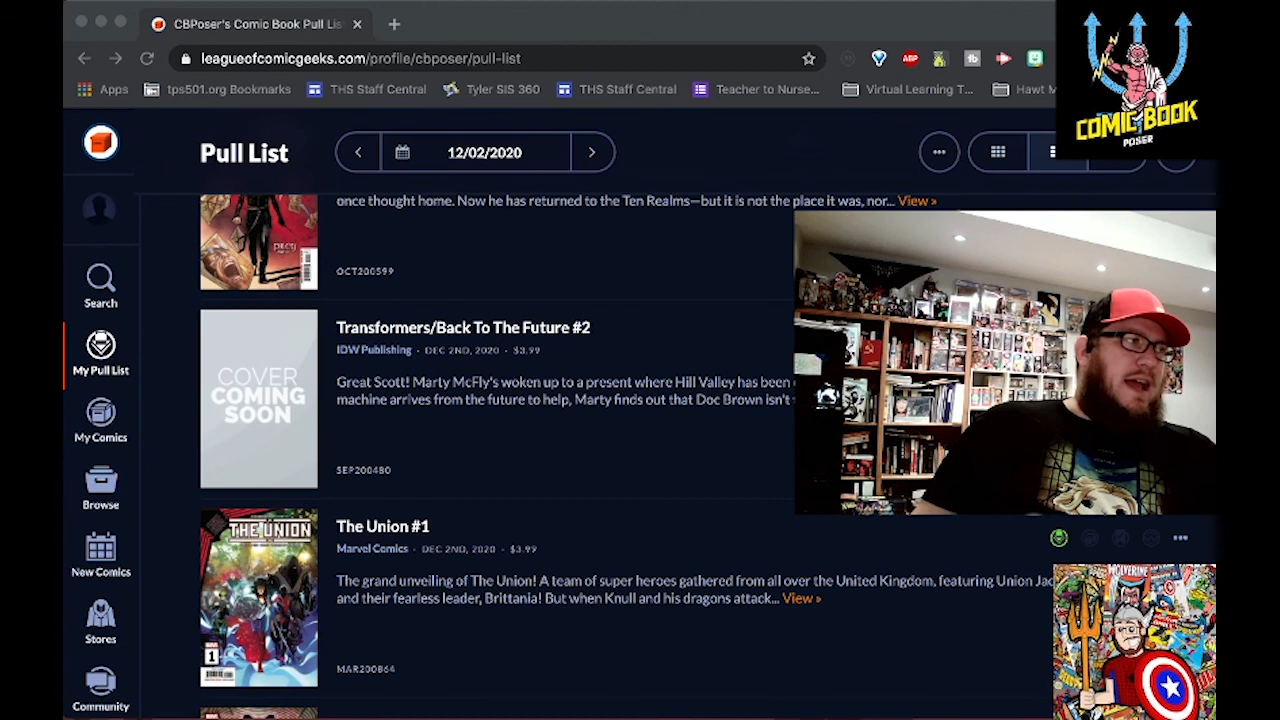 CBPoser's Comic Book Pull Lis
leagueofcomicgeeks.com/profile/cbposer/pull-list
ABP
fb
Apps
tps501.org Bookmarks
THS Staff Central
Tyler SIS 360
THS Staff Central
Teacher to Nurse...
Virtual Learning T...
Hawt M
COMIC BOOK
POSER
Pull List
12/02/2020
once thought home. Now he has returned to the Ten Realms—but it is not the place it was, nor... View »
OCT200599
Search
My Pull List
My Comics
Browse
New Comics
Stores
Community
COVER
COMING
SOON
Transformers/Back To The Future #2
IDW Publishing · DEC 2ND, 2020 · $3.99
Great Scott! Marty McFly's woken up to a present where Hill Valley has been
machine arrives from the future to help, Marty finds out that Doc Brown isn't
SEP200480
THE UNION
1
The Union #1
Marvel Comics · DEC 2ND, 2020 · $3.99
The grand unveiling of The Union! A team of super heroes gathered from all over the United Kingdom, featuring Union Jac
and their fearless leader, Brittania! But when Knull and his dragons attack... View »
MAR200864
WOLVERINE